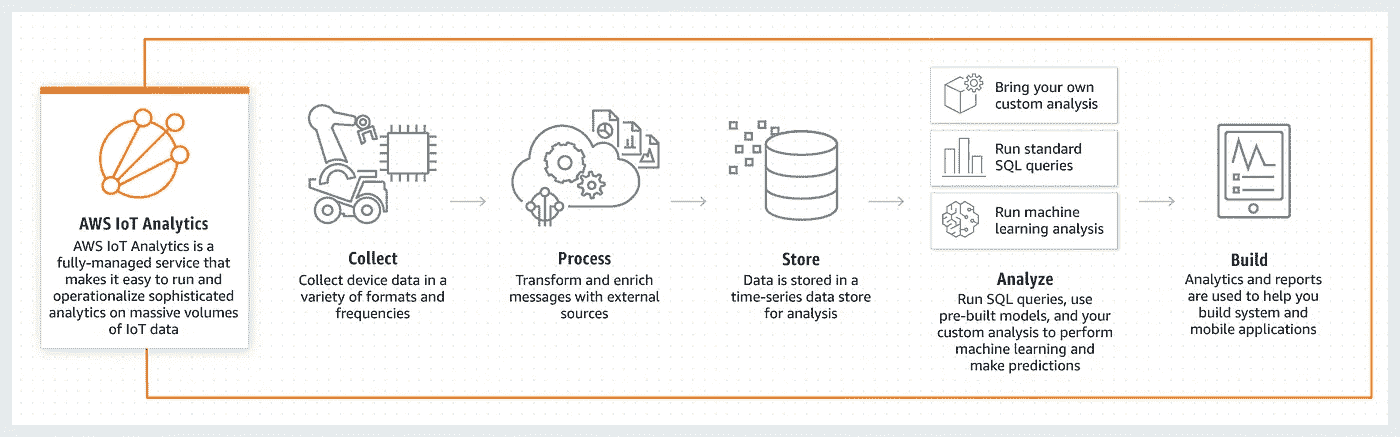 AWS IoT Analytics
AWS IoT Analytics is a
fully-managed service that
makes it easy to run and
operationalize sophisticated
analytics on massive volumes
of IoT data
Collect
Collect device data in a
variety of formats and
frequencies
Process
Transform and enrich
messages with external
sources
Store
Data is stored in a
time-series data store
for analysis
Bring your own
custom analysis
Run standard
SQL queries
Run machine
learning analysis
Analyze
Run SQL queries, use
pre-built models, and your
custom analysis to perform
machine learning and
make predictions
Build
Analytics and reports
are used to help you
build system and
mobile applications